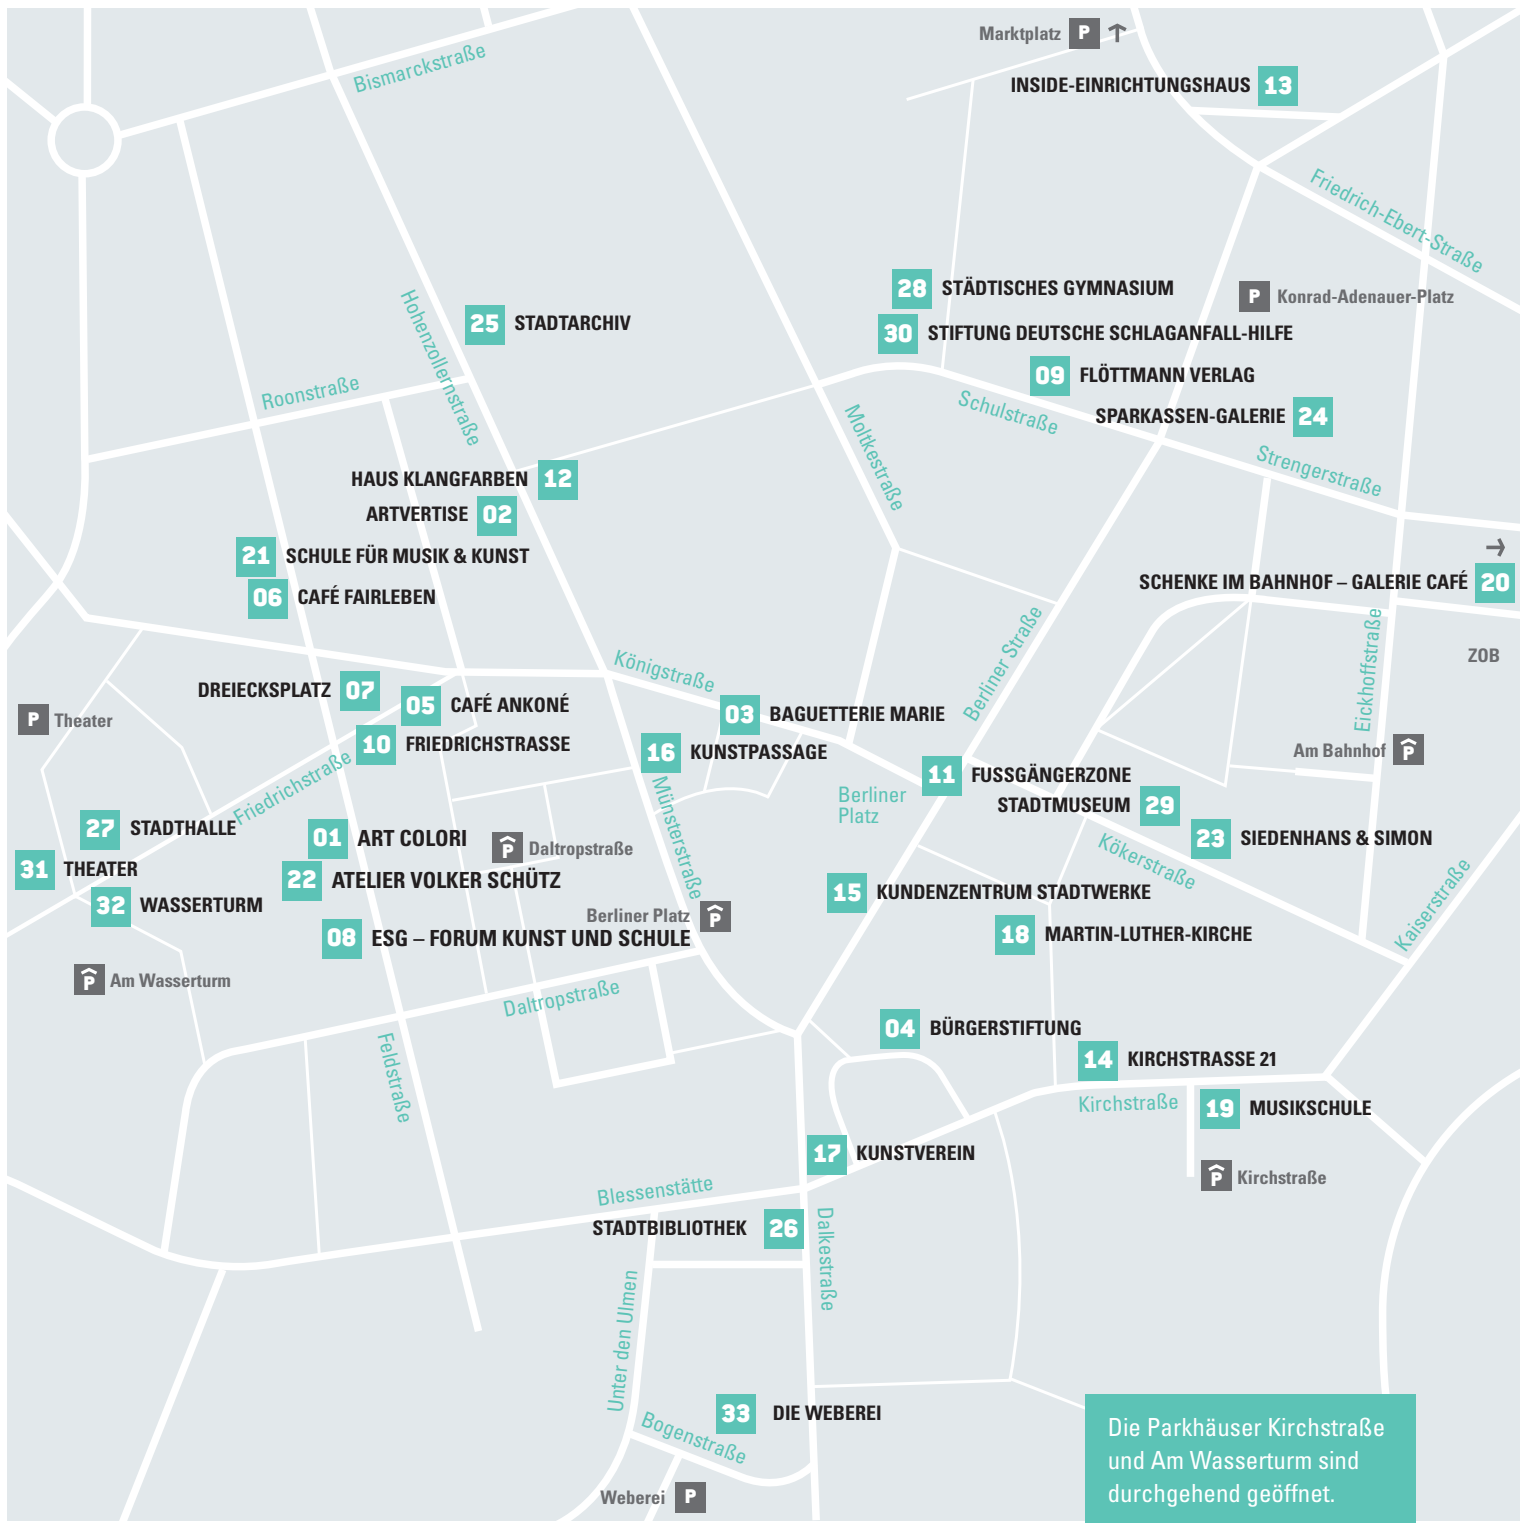 Marktplatz P
INSIDE-EINRICHTUNGSHAUS 13
Bismarckstraße
Friedrich-Ebert-Straße
28 STÄDTISCHES GYMNASIUM
P Konrad-Adenauer-Platz
25 STADTARCHIV
30 STIFTUNG DEUTSCHE SCHLAGANFALL-HILFE
Hohenzollernstraße
09 FLÖTTMANN VERLAG
Roonstraße
Schulstraße
SPARKASSEN-GALERIE 24
Moltkestraße
Strengerstraße
HAUS KLANGFARBEN 12
ARTVERTISE 02
21 SCHULE FÜR MUSIK & KUNST
06 CAFÉ FAIRLEBEN
SCHENKE IM BAHNHOF – GALERIE CAFÉ 20
ZOB
Königstraße
Berliner Straße
Eickhoffstraße
DREIECKSPLATZ 07
05 CAFÉ ANKONÉ
P Theater
03 BAGUETTERIE MARIE
10 FRIEDRICHSTRASSE
16 KUNSTPASSAGE
Am Bahnhof P
Friedrichstraße
11 FUSSGÄNGERZONE
Berliner
Platz
STADTMUSEUM 29
Münsterstraße
27 STADTHALLE
01 ART COLORI
P Daltropstraße
23 SIEDENHANS & SIMON
Kökerstraße
31 THEATER
22 ATELIER VOLKER SCHÜTZ
15 KUNDENZENTRUM STADTWERKE
Kaiserstraße
32 WASSERTURM
Berliner Platz P
08 ESG – FORUM KUNST UND SCHULE
18 MARTIN-LUTHER-KIRCHE
P Am Wasserturm
Daltropstraße
04 BÜRGERSTIFTUNG
Feldstraße
14 KIRCHSTRASSE 21
Kirchstraße
19 MUSIKSCHULE
17 KUNSTVEREIN
P Kirchstraße
Blessenstätte
STADTBIBLIOTHEK 26
Dalkestraße
Unter den Ulmen
33 DIE WEBEREI
Bogenstraße
Weberei P
Die Parkhäuser Kirchstraße
und Am Wasserturm sind
durchgehend geöffnet.